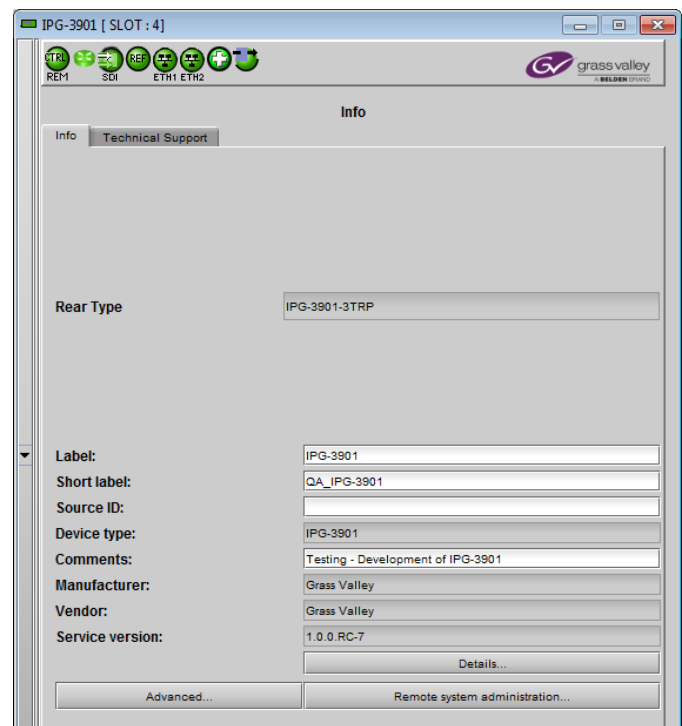 IPG-3901 [ SLOT : 4]
CTRL REF
REM SDI ETH1 ETH2
GV grass valley
A BELDEN BRAND
Info
Info Technical Support
Rear Type IPG-3901-3TRP
Label: IPG-3901
Short label: QA_IPG-3901
Source ID:
Device type: IPG-3901
Comments: Testing - Development of IPG-3901
Manufacturer: Grass Valley
Vendor: Grass Valley
Service version: 1.0.0.RC-7
Details...
Advanced... Remote system administration...